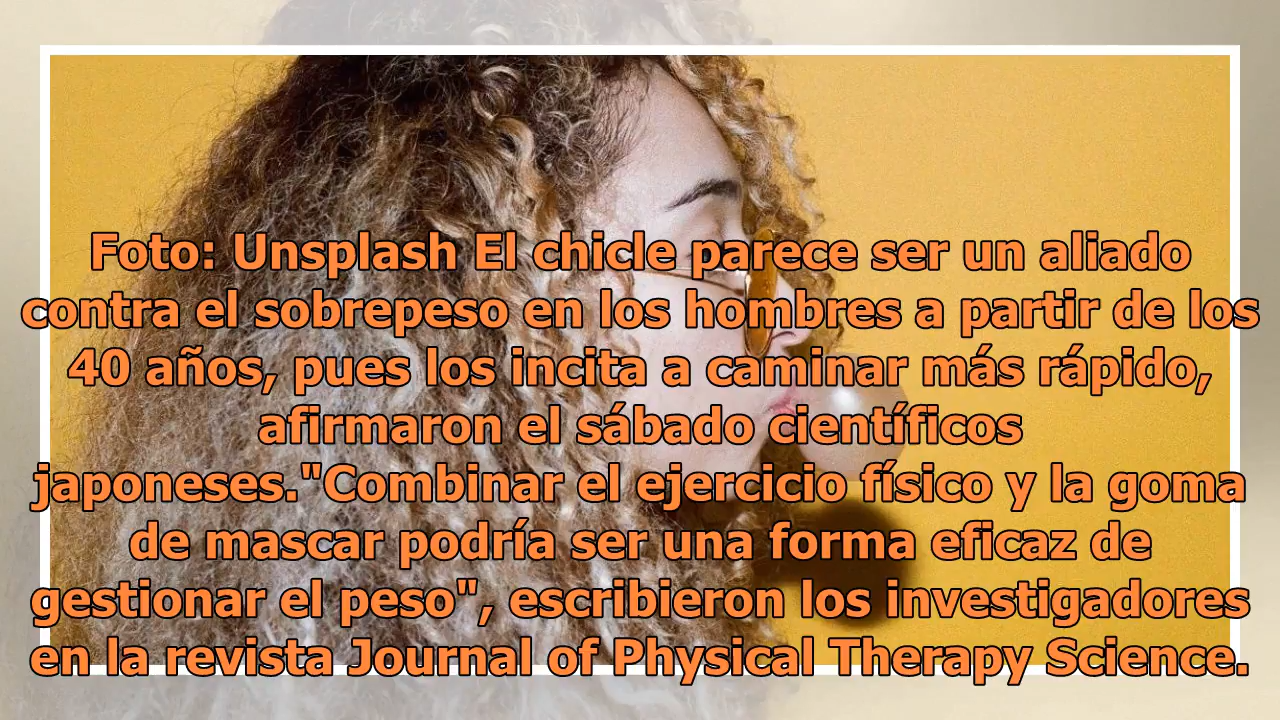 Foto: Unsplash El chicle parece ser un aliado
contra el sobrepeso en los hombres a partir de los
40 años, pues los incita a caminar más rápido,
afirmaron el sábado científicos
japoneses."Combinar el ejercicio físico y la goma
de mascar podría ser una forma eficaz de
gestionar el peso", escribieron los investigadores
en la revista Journal of Physical Therapy Science.